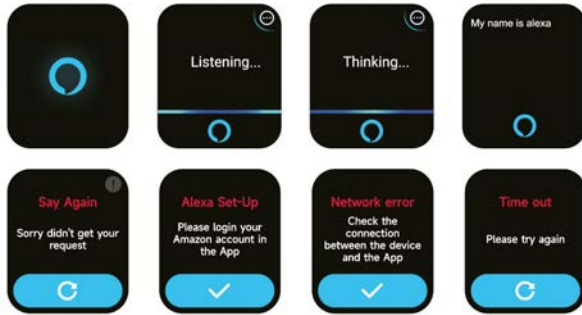 Listening...
Thinking...
My name is alexa
Say Again
Sorry didn't get your
request
Alexa Set-Up
Please login your
Amazon account in
the App
Network error
Check the
connection
between the device
and the App
Time out
Please try again